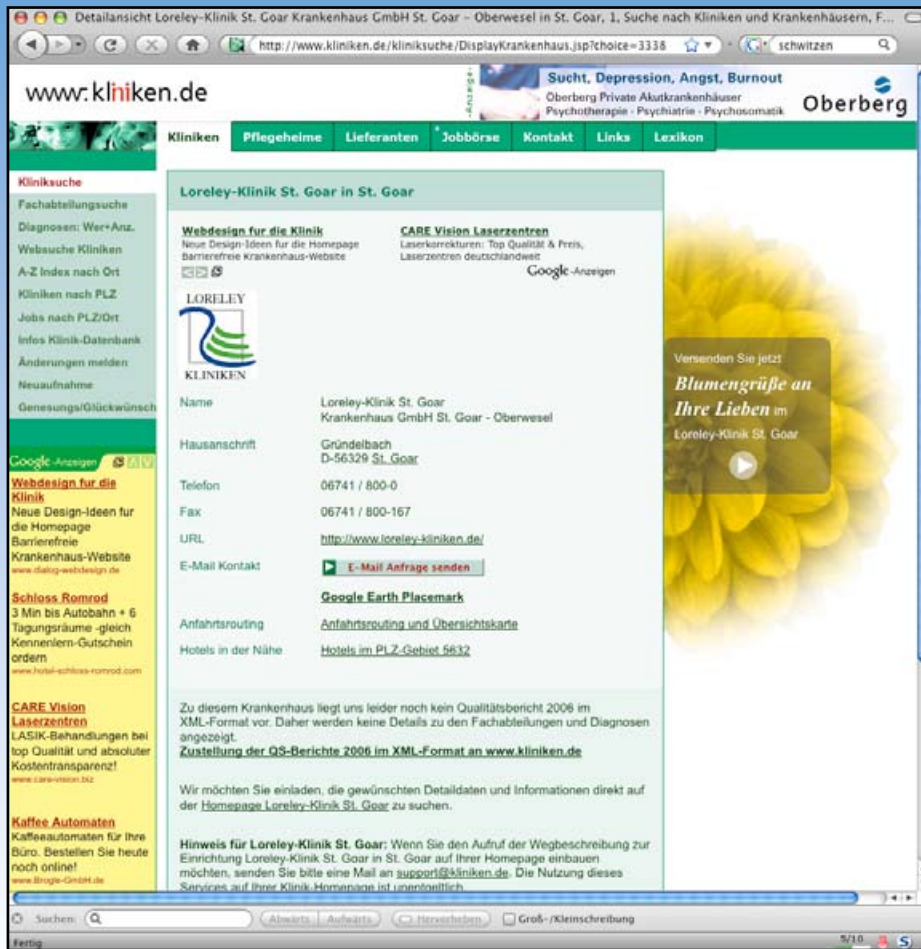 Detailansicht Loreley-Klinik St. Goar Krankenhaus GmbH St. Goar - Oberwesel in St. Goar, 1, Suche nach Kliniken und Krankenhäusern, F...
http://www.kliniken.de/kliniksuche/DisplayKrankenhaus.jsp?choice=3338
schwitzen
www.kliniken.de
Sucht, Depression, Angst, Burnout
Oberberg Private Akutkrankenhäuser
Psychotherapie - Psychiatrie - Psychosomatik
Oberberg
Kliniken Pflegeheime Lieferanten Jobbörse Kontakt Links Lexikon
Kliniksuche
Fachabteilungsuche
Diagnosen: Wer+Anz.
Websuche Kliniken
A-Z Index nach Ort
Kliniken nach PLZ
Jobs nach PLZ/Ort
Infos Klinik-Datenbank
Änderungen melden
Neuaufnahme
Genesungs/Glückwünsch
Google-Anzeigen
Webdesign fur die
Klinik
Neue Design-Ideen fur
die Homepage
Barrierefreie
Krankenhaus-Website
www.dialog-webdesign.de
Schloss Romrod
3 Min bis Autobahn + 6
Tagungsräume -gleich
Kennenlern-Gutschein
ordern
www.hotel-schloss-romrod.com
CARE Vision
Laserzentren
LASIK-Behandlungen bei
top Qualität und absoluter
Kostentransparenz!
www.care-vision.biz
Kaffee Automaten
Kaffeeautomaten für Ihre
Büro. Bestellen Sie heute
noch online!
www.Brogle-GmbH.de
Loreley-Klinik St. Goar in St. Goar
Webdesign fur die Klinik
Neue Design-Ideen fur die Homepage
Barrierefreie Krankenhaus-Website
CARE Vision Laserzentren
Laserkorrekturen: Top Qualität & Preis,
Laserzentren deutschlandweit
Google-Anzeigen
LORELEY
KLINIKEN
Name Loreley-Klinik St. Goar
Krankenhaus GmbH St. Goar - Oberwesel
Hausanschrift Gründelbach
D-56329 St. Goar
Telefon 06741 / 800-0
Fax 06741 / 800-167
URL http://www.loreley-kliniken.de/
E-Mail Kontakt E-Mail Anfrage senden
Google Earth Placemark
Anfahrtsrouting Anfahrtsrouting und Übersichtskarte
Hotels in der Nähe Hotels im PLZ-Gebiet 5632
Zu diesem Krankenhaus liegt uns leider noch kein Qualitätsbericht 2006 im
XML-Format vor. Daher werden keine Details zu den Fachabteilungen und Diagnosen
angezeigt.
Zustellung der QS-Berichte 2006 im XML-Format an www.kliniken.de
Wir möchten Sie einladen, die gewünschten Detaildaten und Informationen direkt auf
der Homepage Loreley-Klinik St. Goar zu suchen.
Hinweis für Loreley-Klinik St. Goar: Wenn Sie den Aufruf der Wegbeschreibung zur
Einrichtung Loreley-Klinik St. Goar in St. Goar auf Ihrer Homepage einbauen
möchten, senden Sie bitte eine Mail an support@kliniken.de. Die Nutzung dieses
Services auf Ihrer Klinik-Homepage ist unentgeltlich.
Versenden Sie jetzt
Blumengrüße an
Ihre Lieben im
Loreley-Klinik St. Goar
Suchen: Abwärts Aufwärts Hervorheben Groß-/Kleinschreibung
Fertig
5/10